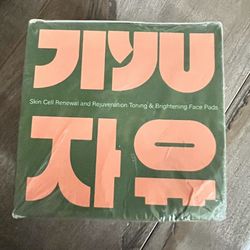 JIYU
Skin Cell Renewal and Rejuvenation Toning & Brightening Face Pads
자유